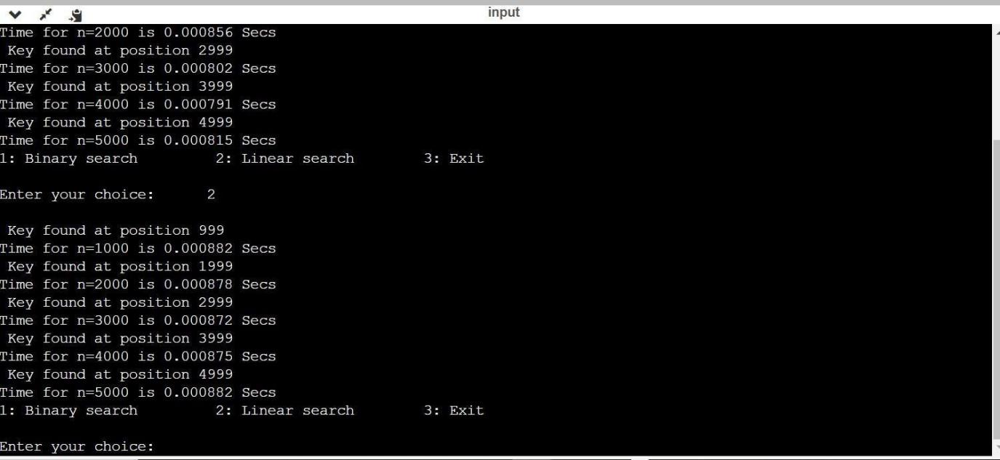 input
Time for n=2000 is 0.000856 Secs
Key found at position 2999
Time for n=3000 is 0.000802 Secs
Key found at position 3999
Time for n=4000 is 0.000791 Secs
Key found at position 4999
Time for n=5000 is 0.000815 Secs
1: Binary search 2: Linear search 3: Exit
Enter your choice: 2
Key found at position 999
Time for n=1000 is 0.000882 Secs
Key found at position 1999
Time for n=2000 is 0.000878 Secs
Key found at position 2999
Time for n=3000 is 0.000872 Secs
Key found at position 3999
Time for n=4000 is 0.000875 Secs
Key found at position 4999
Time for n=5000 is 0.000882 Secs
1: Binary search 2: Linear search 3: Exit
Enter your choice: